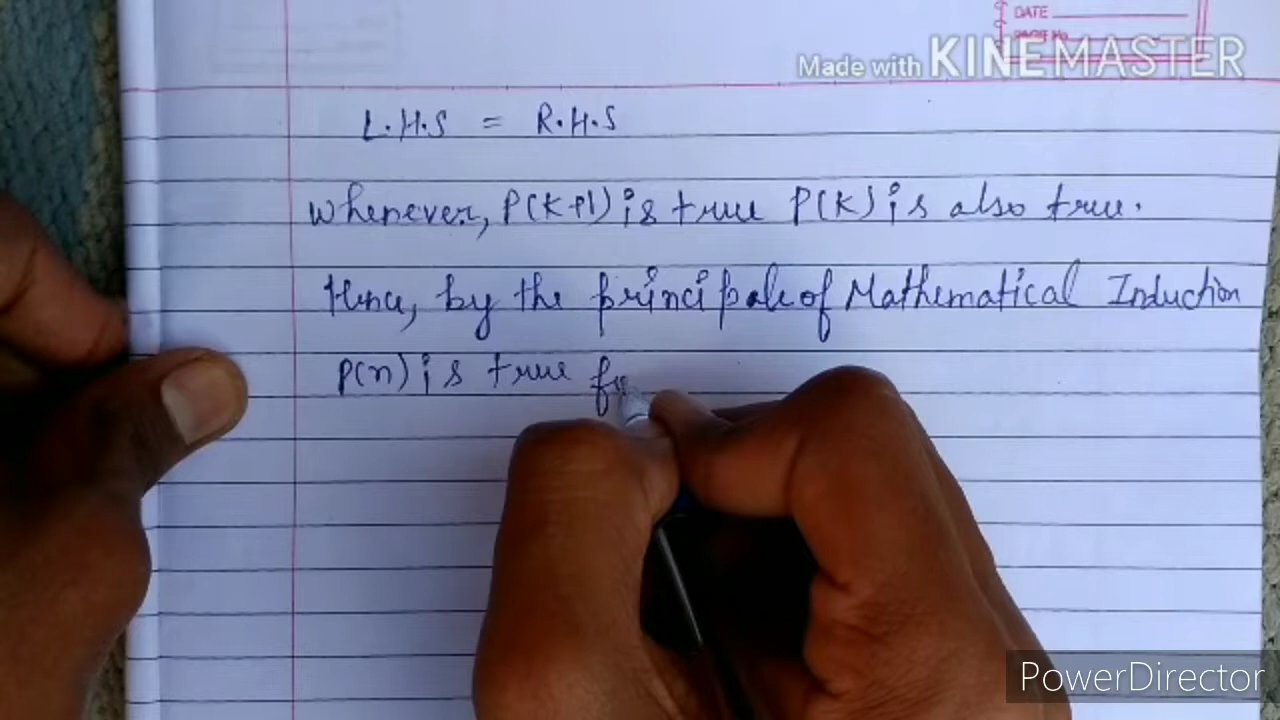 DATE
Made with KINEMASTER
L.H.S = R.H.S
Whenever, P(K+1) is true P(K) is also true.
Hence, by the principale of Mathematical Induction
P(n) is true
PowerDirector